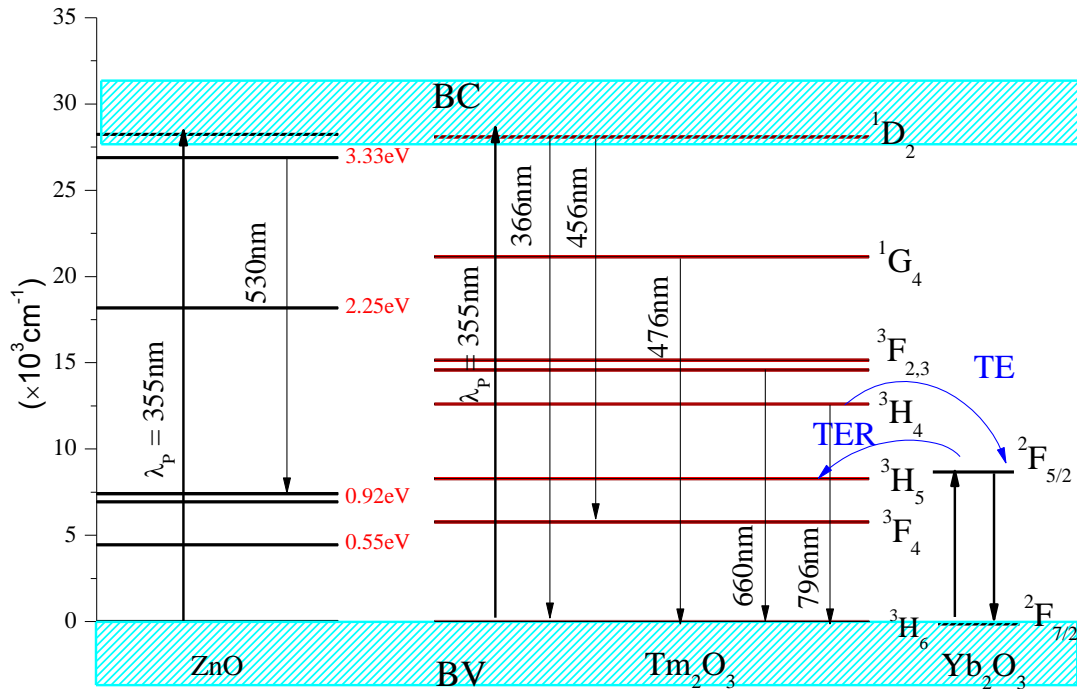 35
30
25
20
15
10
5
0
(×10³cm⁻¹)
BC
¹D₂
3.33eV
366nm
456nm
530nm
¹G₄
2.25eV
λ_P = 355nm
λ_P = 355nm
476nm
³F₂,₃
TE
³H₄
TER
²F₅/₂
³H₅
0.92eV
³F₄
0.55eV
660nm
796nm
³H₆
²F₇/₂
ZnO
BV
Tm₂O₃
Yb₂O₃